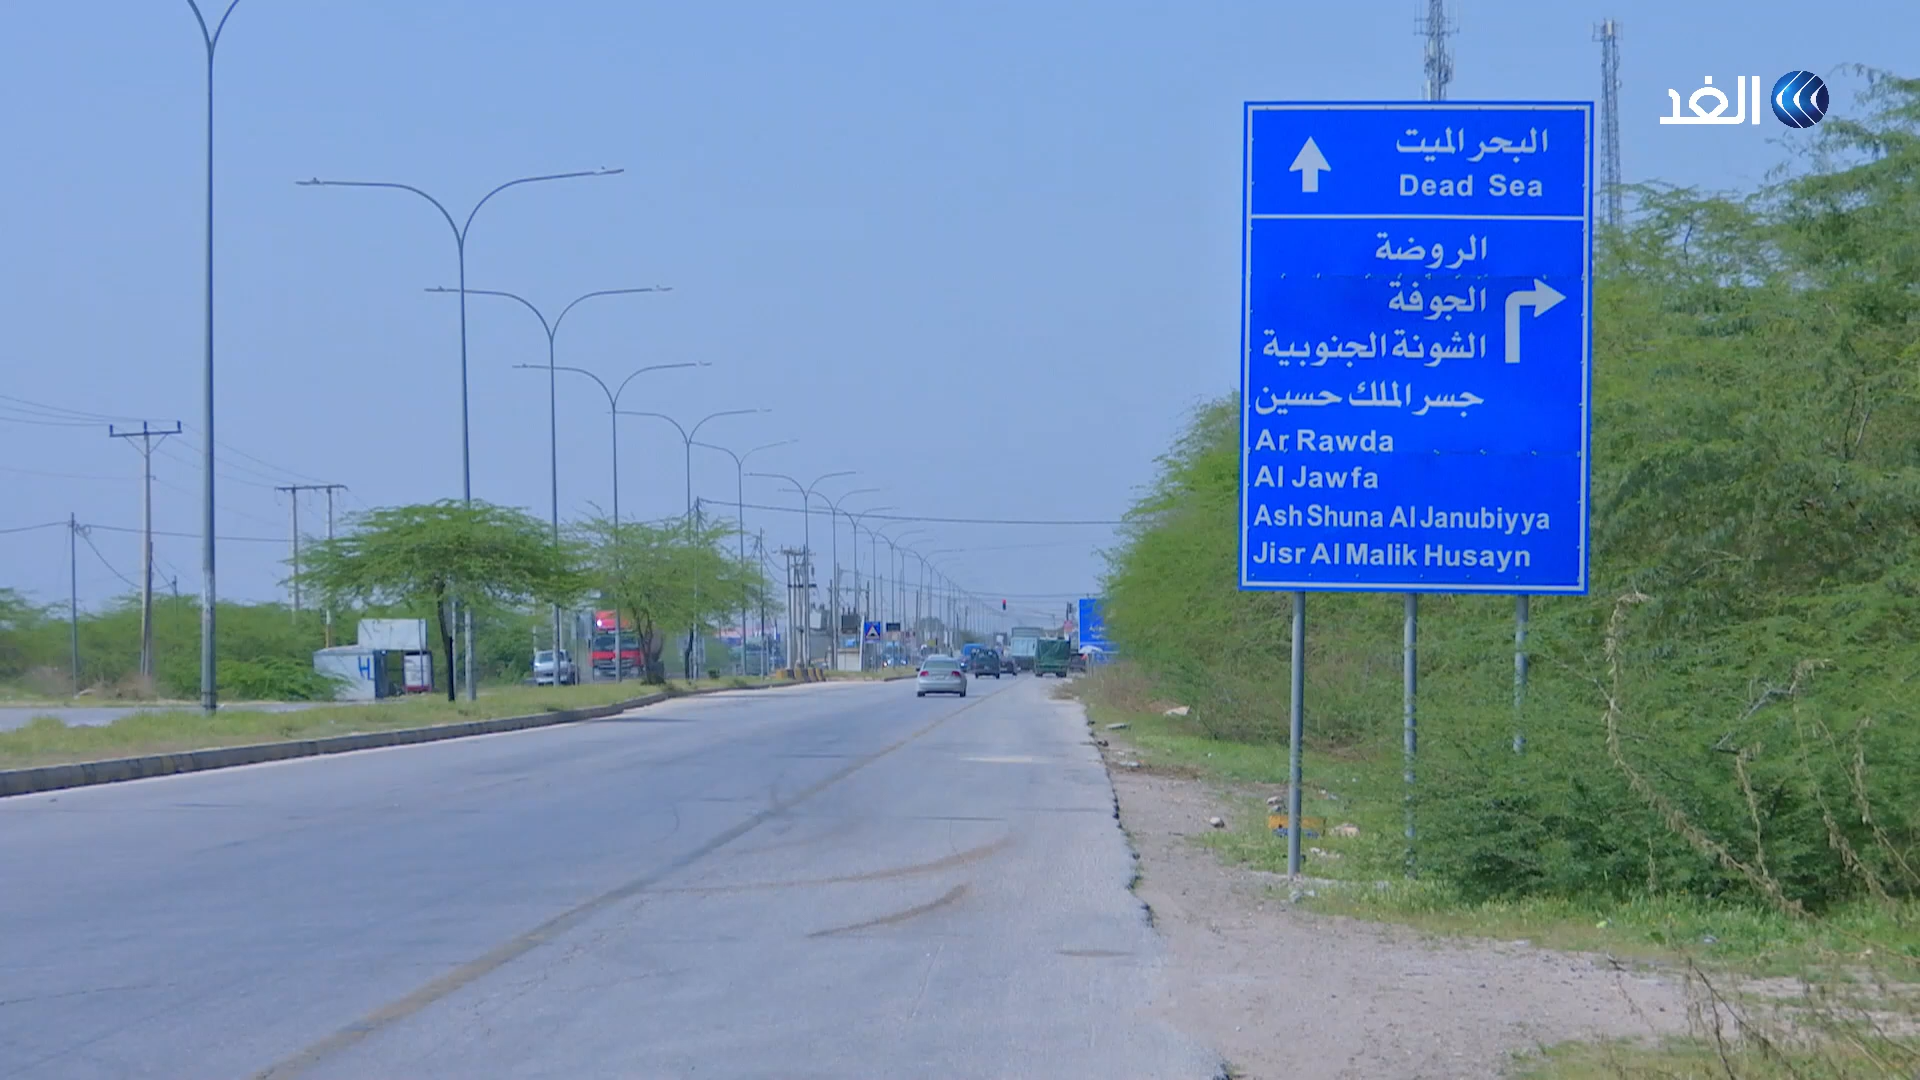 الغد
البحر الميت
Dead Sea
الروضة
الجوفة
الشونة الجنوبية
جسر الملك حسين
Ar Rawda
Al Jawfa
Ash Shuna Al Janubiyya
Jisr Al Malik Husayn